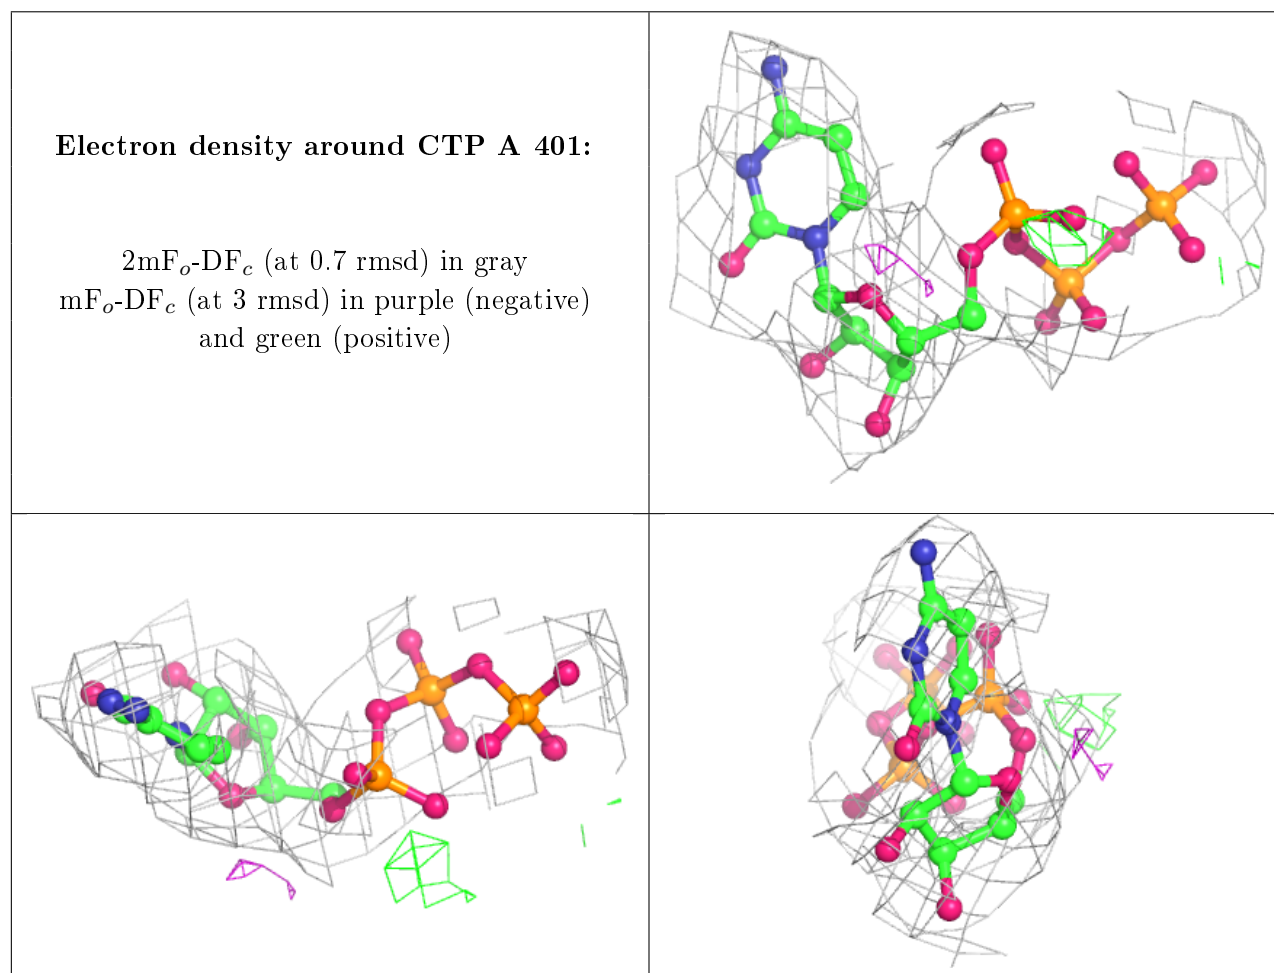 Electron density around CTP A 401:
2mFo-DFc (at 0.7 rmsd) in gray
mFo-DFc (at 3 rmsd) in purple (negative)
and green (positive)